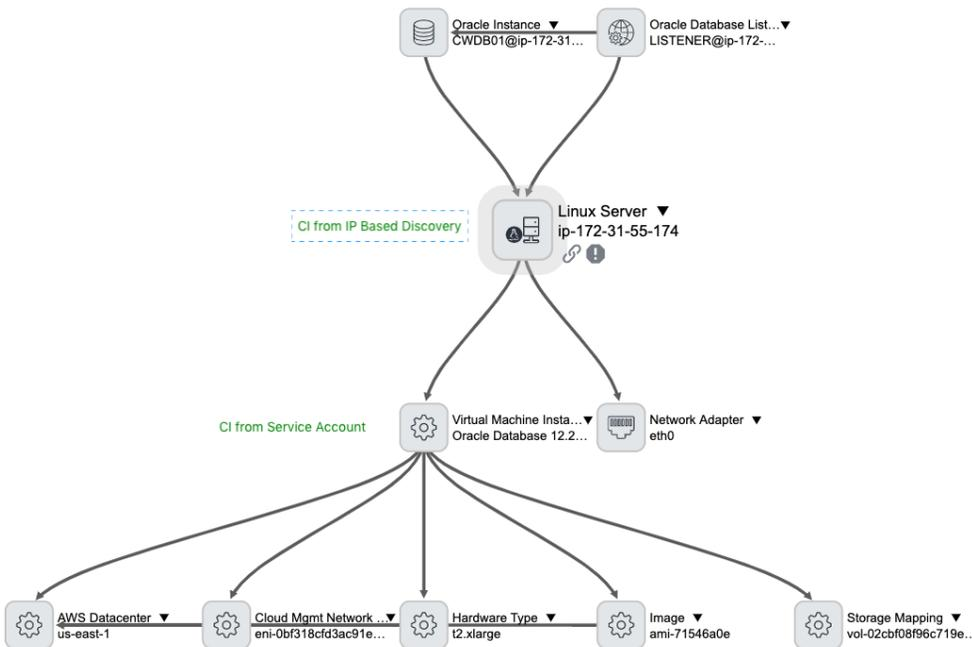 Oracle Instance
CWDB01@ip-172-31...
Oracle Database List...
LISTENER@ip-172-...
CI from IP Based Discovery
Linux Server
ip-172-31-55-174
CI from Service Account
Virtual Machine Insta...
Oracle Database 12.2...
Network Adapter
eth0
AWS Datacenter
us-east-1
Cloud Mgmt Network ...
eni-0bf318cfd3ac91e...
Hardware Type
t2.xlarge
Image
ami-71546a0e
Storage Mapping
vol-02cbf08f96c719e..